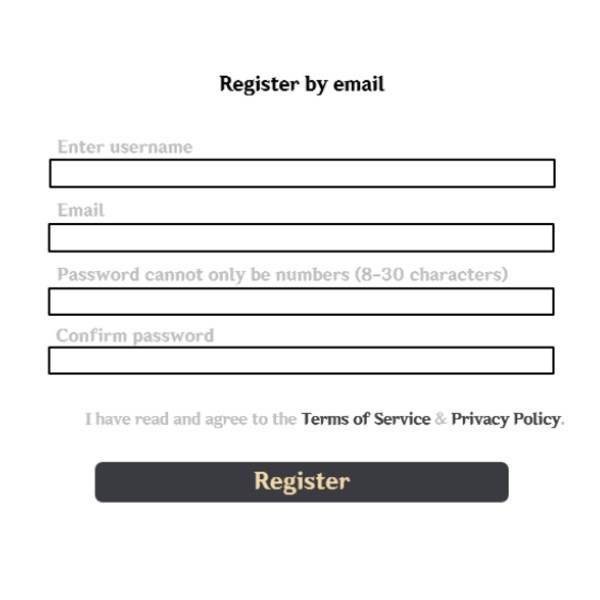 Register by email
Enter username
Email
Password cannot only be numbers (8-30 characters)
Confirm password
I have read and agree to the Terms of Service & Privacy Policy.
Register